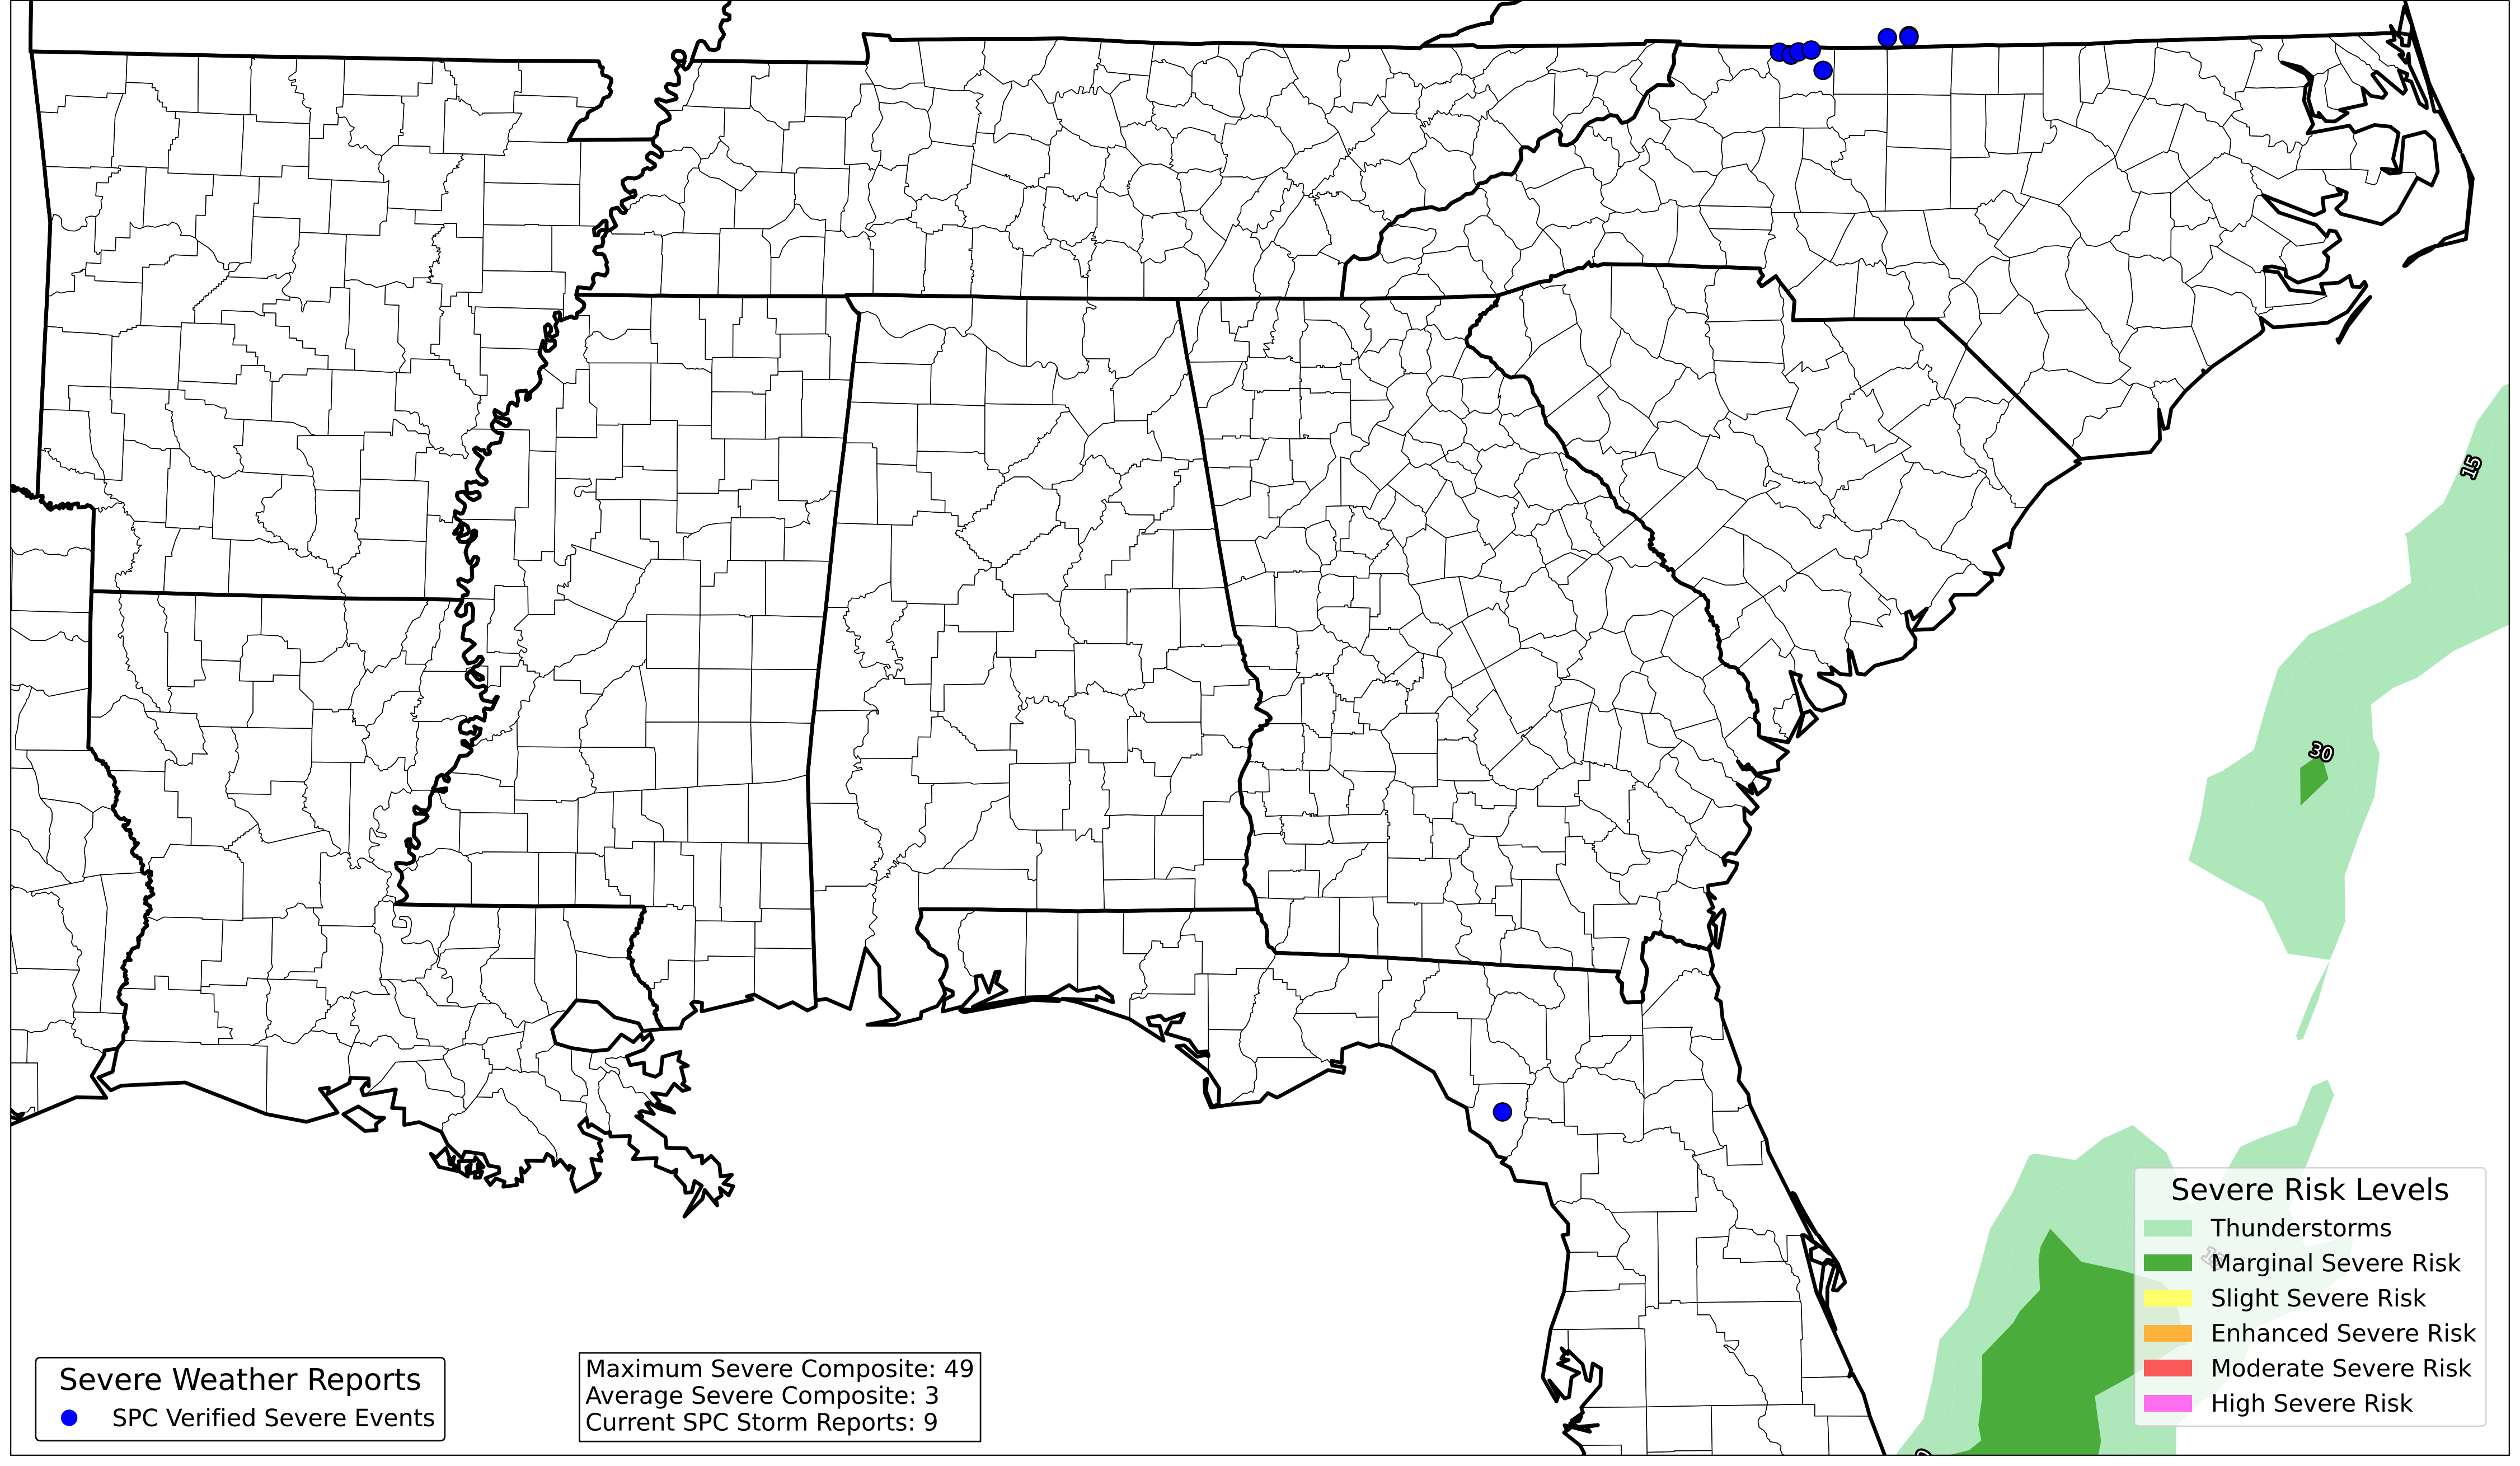 15
30
Severe Risk Levels
Thunderstorms
Marginal Severe Risk
Slight Severe Risk
Enhanced Severe Risk
Moderate Severe Risk
High Severe Risk
Severe Weather Reports
SPC Verified Severe Events
Maximum Severe Composite: 49
Average Severe Composite: 3
Current SPC Storm Reports: 9